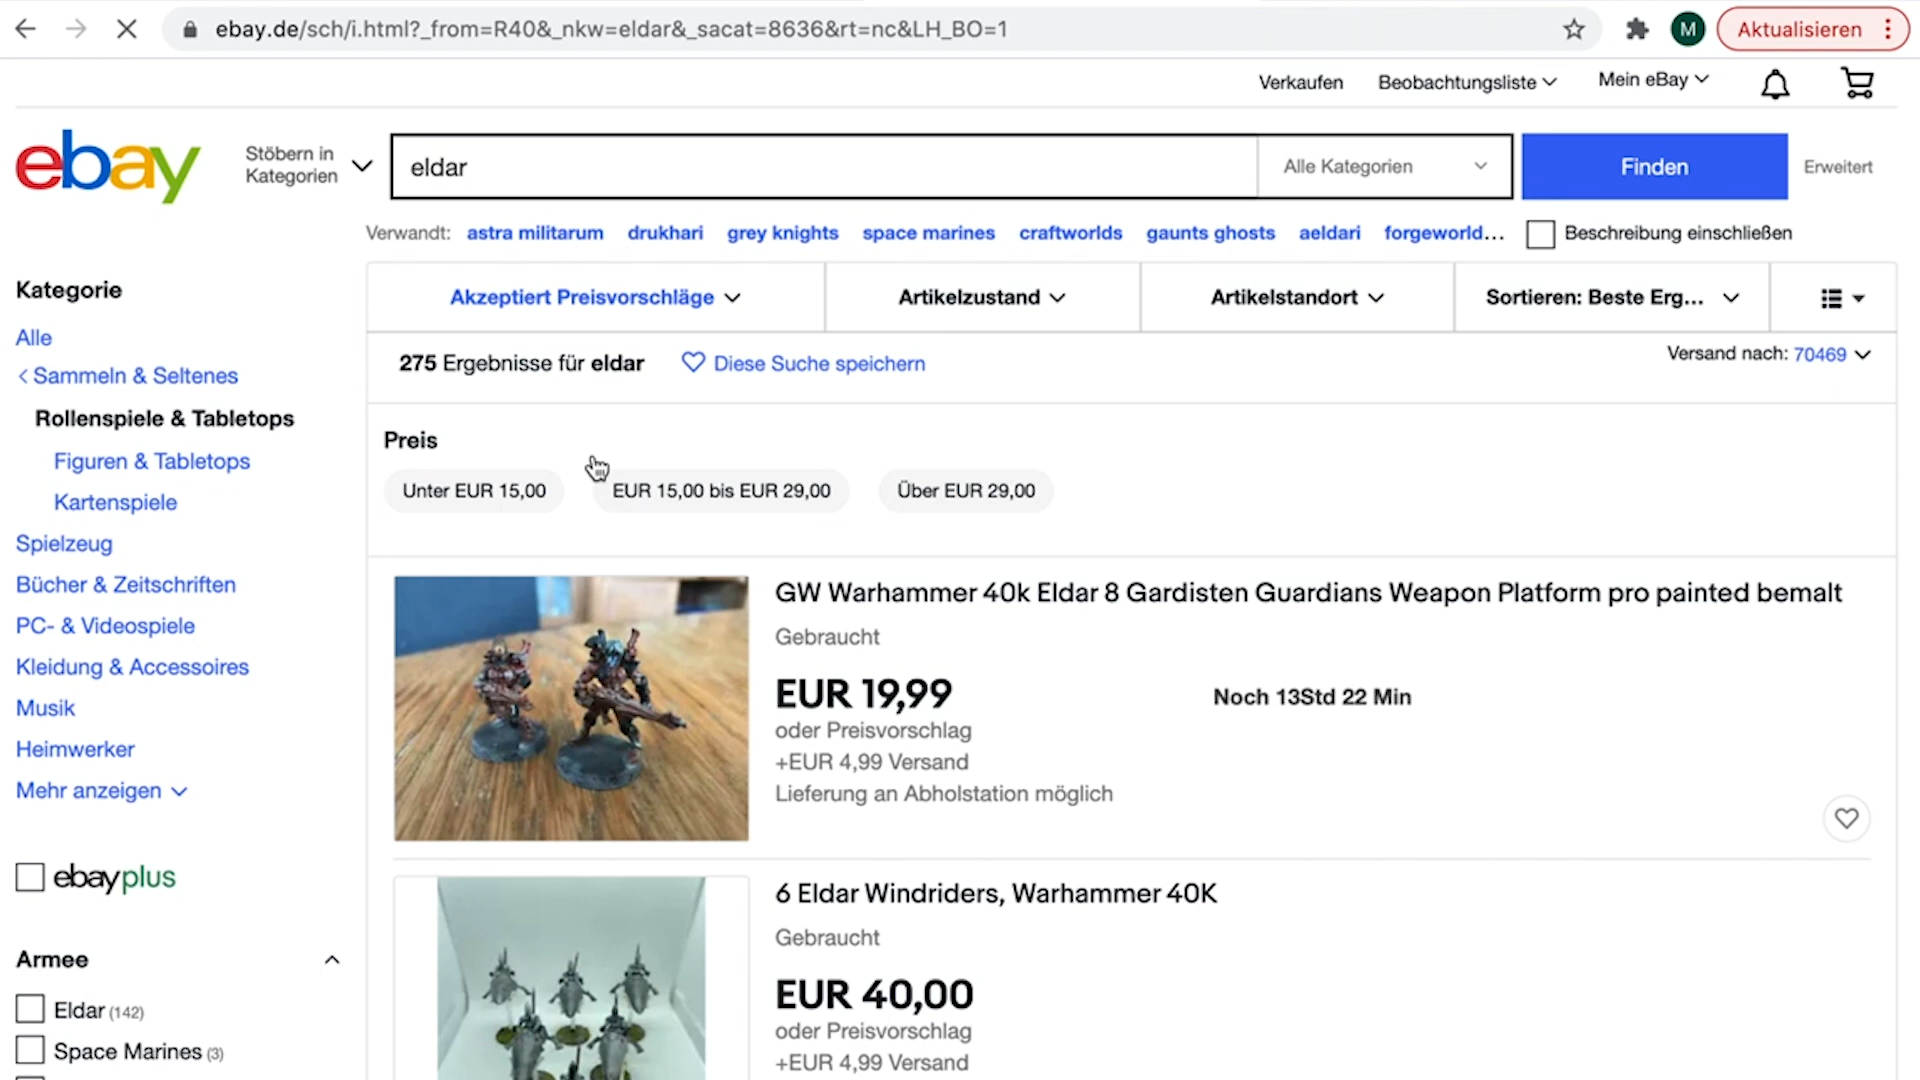 ebay.de/sch/i.html?_from=R40&_nkw=eldar&_sacat=8636&rt=nc&LH_BO=1
M
Aktualisieren
Verkaufen
Beobachtungsliste
Mein eBay
ebay
Stöbern in
Kategorien
eldar
Alle Kategorien
Finden
Erweitert
Verwandt: astra militarum drukhari grey knights space marines craftworlds gaunts ghosts aeldari forgeworld...
Beschreibung einschließen
Kategorie
Alle
Sammeln & Seltenes
Rollenspiele & Tabletops
Figuren & Tabletops
Kartenspiele
Spielzeug
Bücher & Zeitschriften
PC- & Videospiele
Kleidung & Accessoires
Musik
Heimwerker
Mehr anzeigen
ebayplus
Armee
Eldar (142)
Space Marines (3)
Akzeptiert Preisvorschläge
Artikelzustand
Artikelstandort
Sortieren: Beste Erg...
275 Ergebnisse für eldar
Diese Suche speichern
Versand nach: 70469
Preis
Unter EUR 15,00
EUR 15,00 bis EUR 29,00
Über EUR 29,00
GW Warhammer 40k Eldar 8 Gardisten Guardians Weapon Platform pro painted bemalt
Gebraucht
EUR 19,99
Noch 13Std 22 Min
oder Preisvorschlag
+EUR 4,99 Versand
Lieferung an Abholstation möglich
6 Eldar Windriders, Warhammer 40K
Gebraucht
EUR 40,00
oder Preisvorschlag
+EUR 4,99 Versand